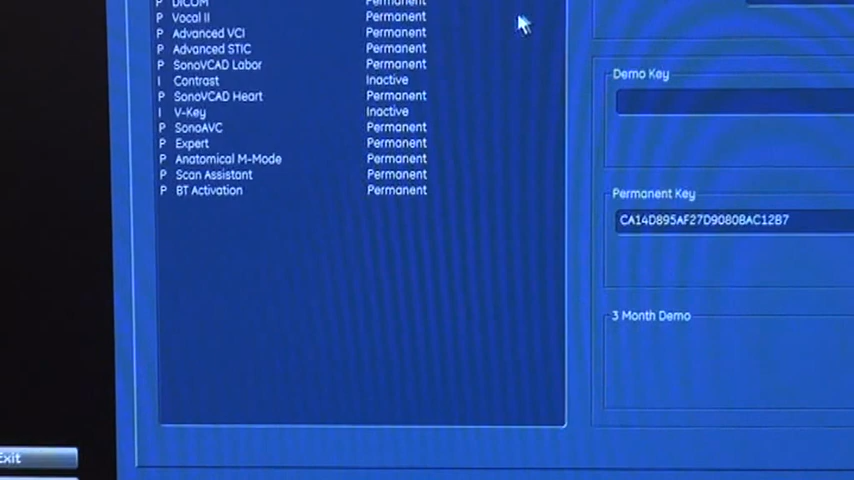 P DICOM Permanent
P Vocal II Permanent
P Advanced VCI Permanent
P Advanced STIC Permanent
P SonoVCAD Labor Permanent
I Contrast Inactive
P SonoVCAD Heart Permanent
I V-Key Inactive
P SonoAVC Permanent
P Expert Permanent
P Anatomical M-Mode Permanent
P Scan Assistant Permanent
P BT Activation Permanent
Demo Key
Permanent Key
CA14D895AF27D9080BAC12B7
3 Month Demo
Exit